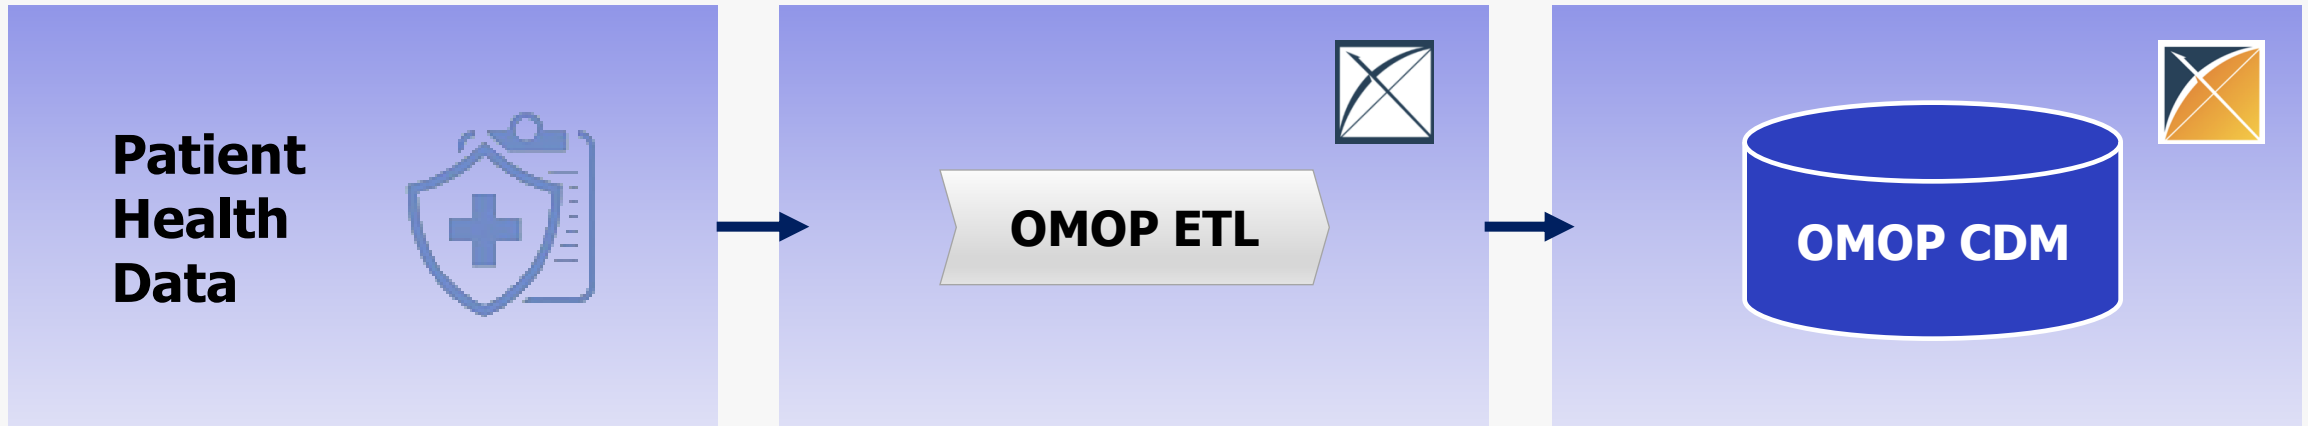 Patient
Health
Data
OMOP ETL
OMOP CDM